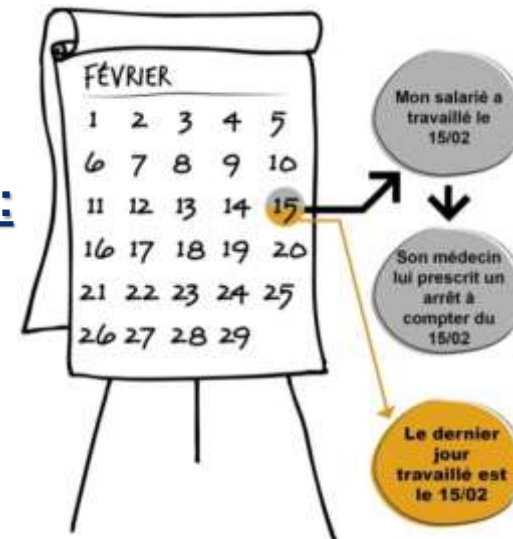 :
FÉVRIER
1 2 3 4 5
6 7 8 9 10
11 12 13 14 15
16 17 18 19 20
21 22 23 24 25
26 27 28 29
Mon salarié a
travaillé le
15/02
Son médecin
lui prescrit un
arrêt à
compter du
15/02
Le dernier
jour
travaillé est
le 15/02